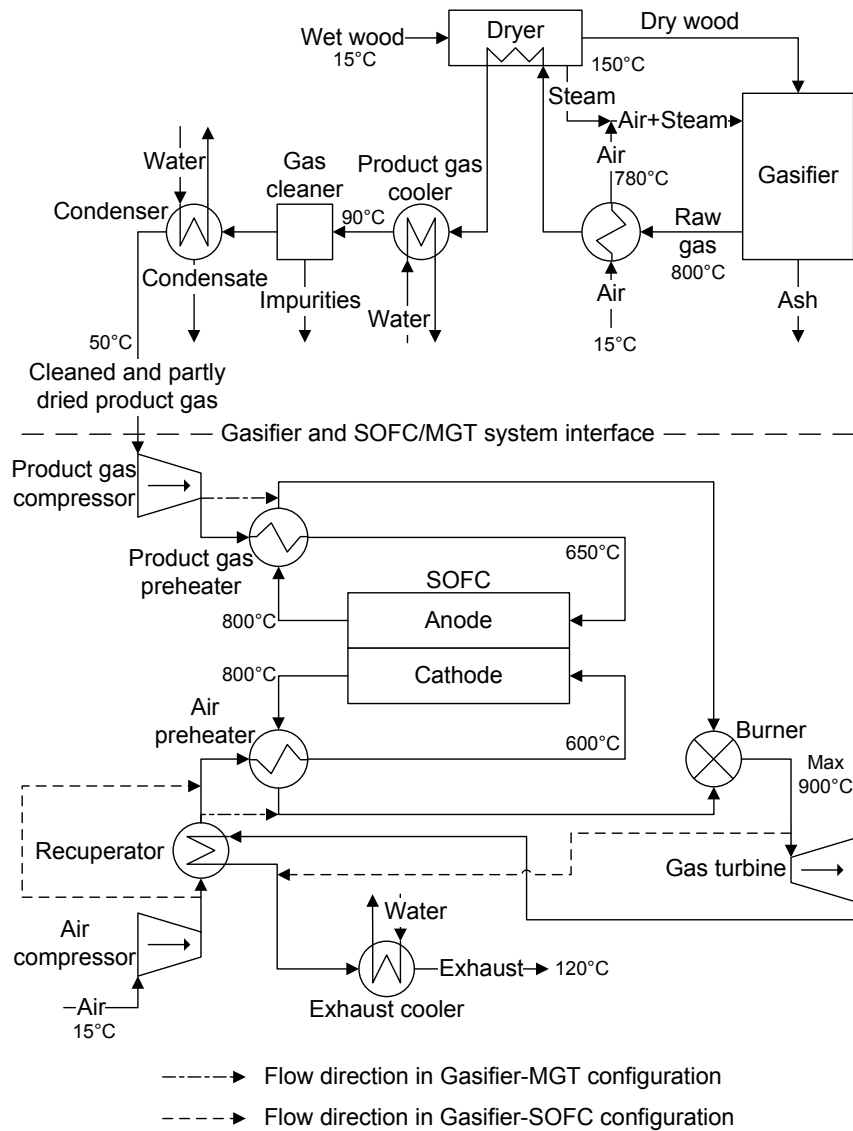 Wet wood
15°C
Dryer
Dry wood
150°C
Steam
Air+Steam
Air
780°C
Gasifier
Raw
gas
800°C
Ash
Air
15°C
Water
Condenser
Condensate
Gas
cleaner
Impurities
Product gas
cooler
90°C
Water
50°C
Cleaned and partly
dried product gas
Gasifier and SOFC/MGT system interface
Product gas
compressor
Product gas
preheater
650°C
SOFC
Anode
800°C
Cathode
800°C
Air
preheater
600°C
Burner
Max
900°C
Recuperator
Gas turbine
Air
compressor
Air
15°C
Water
Exhaust
120°C
Exhaust cooler
Flow direction in Gasifier-MGT configuration
Flow direction in Gasifier-SOFC configuration